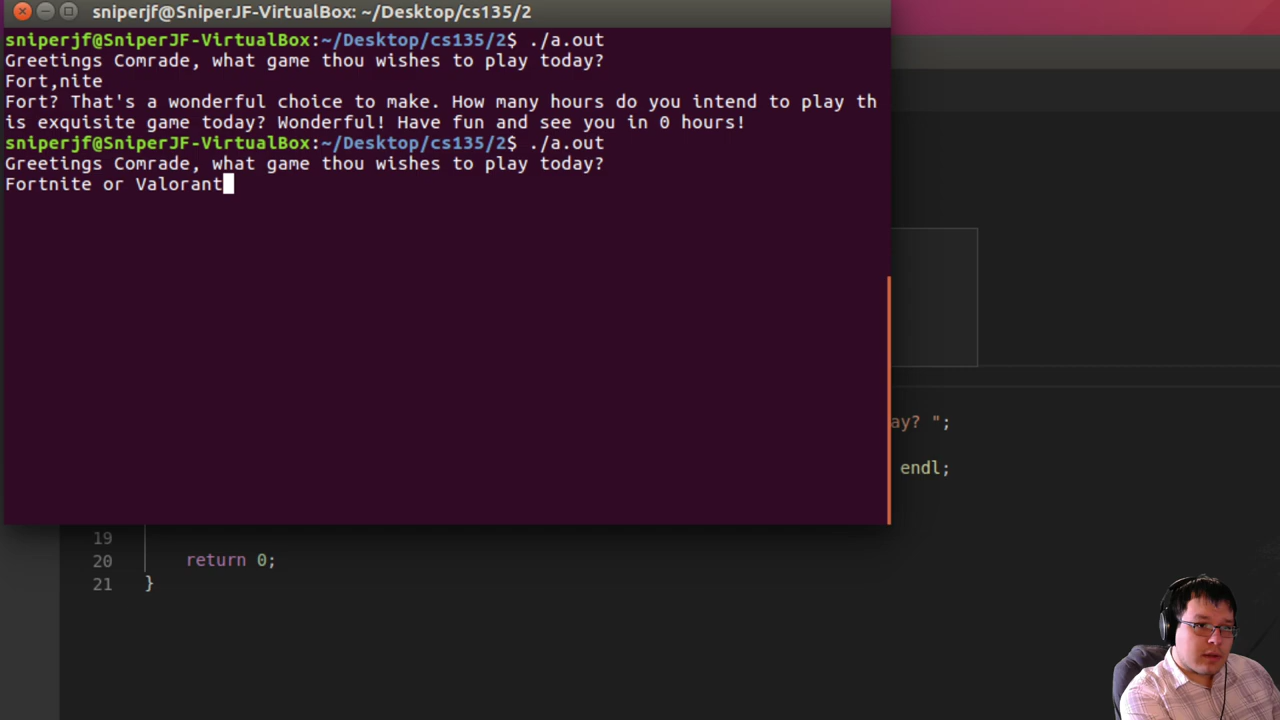 sniperjf@SniperJF-VirtualBox: ~/Desktop/cs135/2
sniperjf@SniperJF-VirtualBox:~/Desktop/cs135/2$ ./a.out
Greetings Comrade, what game thou wishes to play today?
Fort,nite
Fort? That's a wonderful choice to make. How many hours do you intend to play th
is exquisite game today? Wonderful! Have fun and see you in 0 hours!
sniperjf@SniperJF-VirtualBox:~/Desktop/cs135/2$ ./a.out
Greetings Comrade, what game thou wishes to play today?
Fortnite or Valorant
ay? ";
endl;
19
20 return 0;
21 }